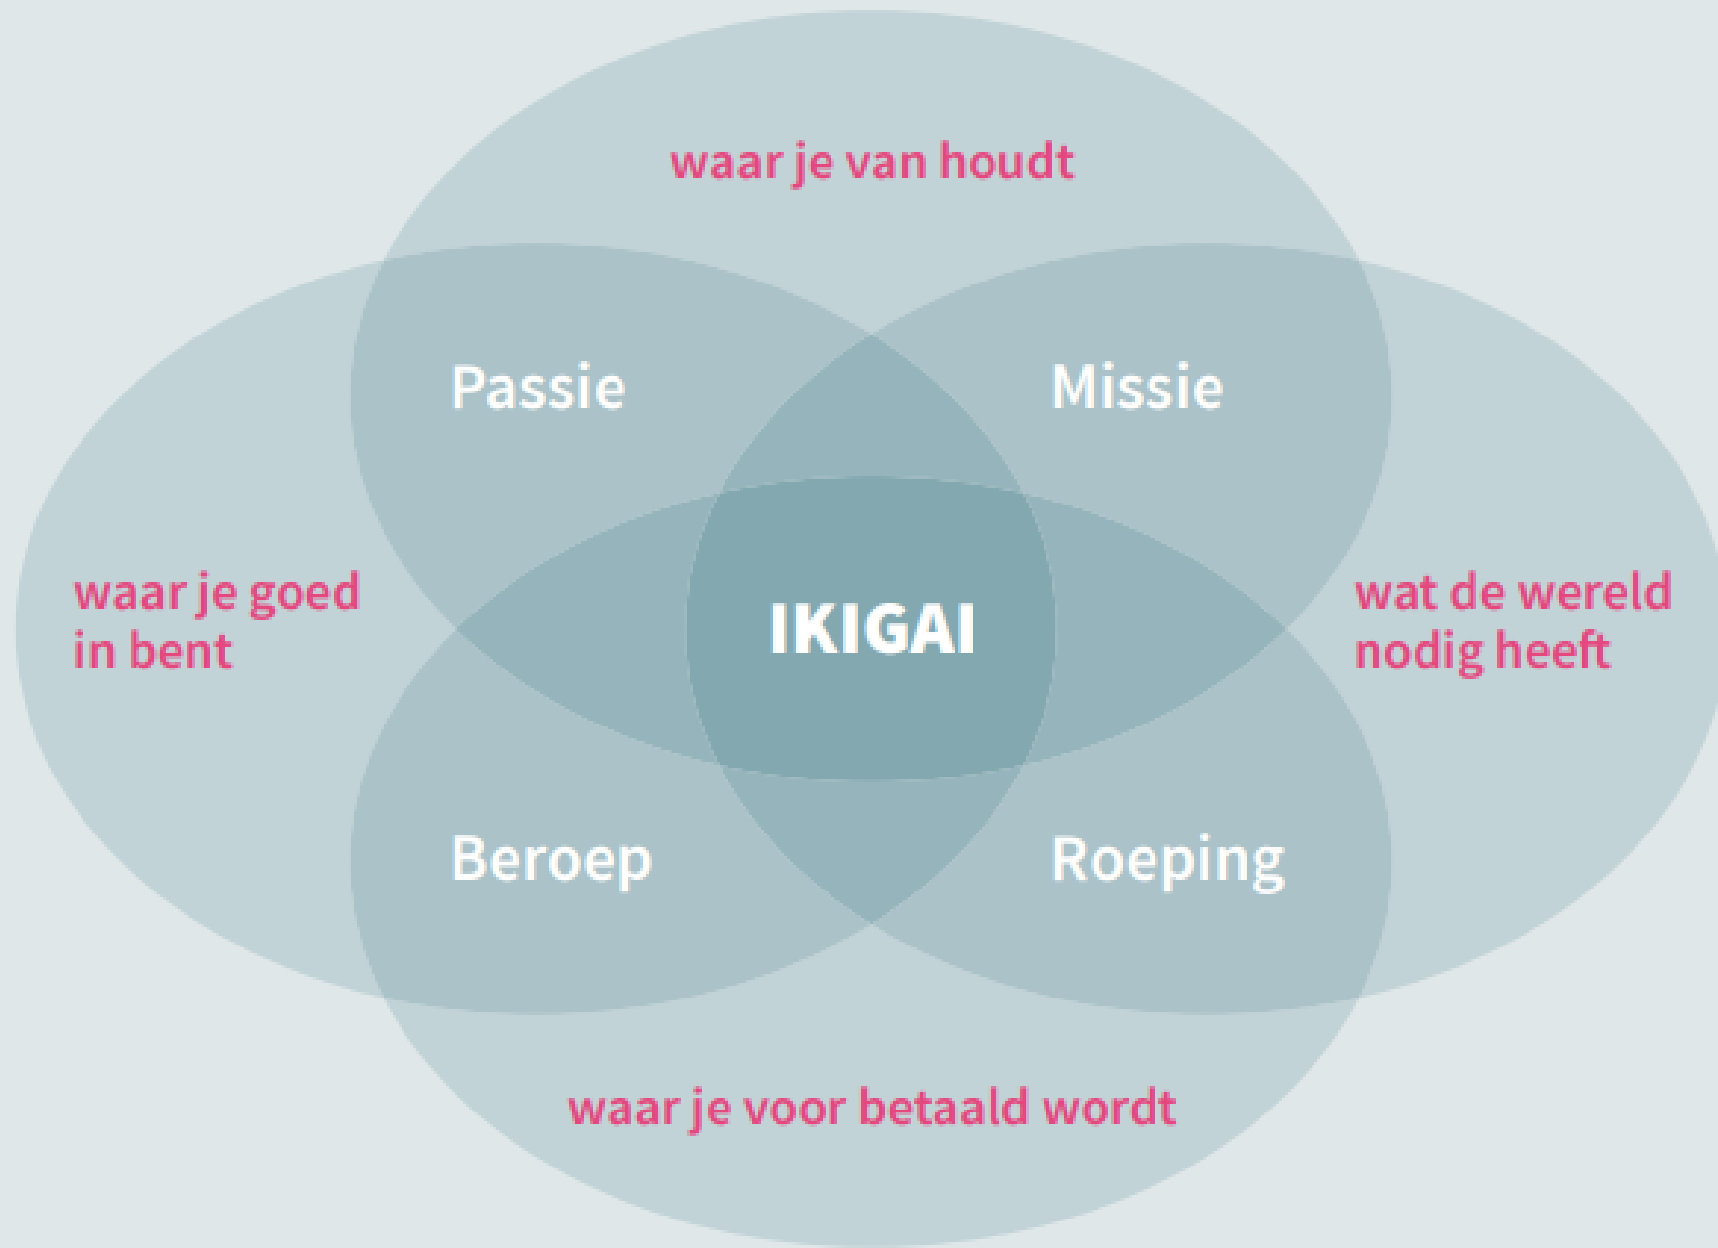 waar je van houdt
Passie
Missie
waar je goed
in bent
IKIGAI
wat de wereld
nodig heeft
Beroep
Roeping
waar je voor betaald wordt